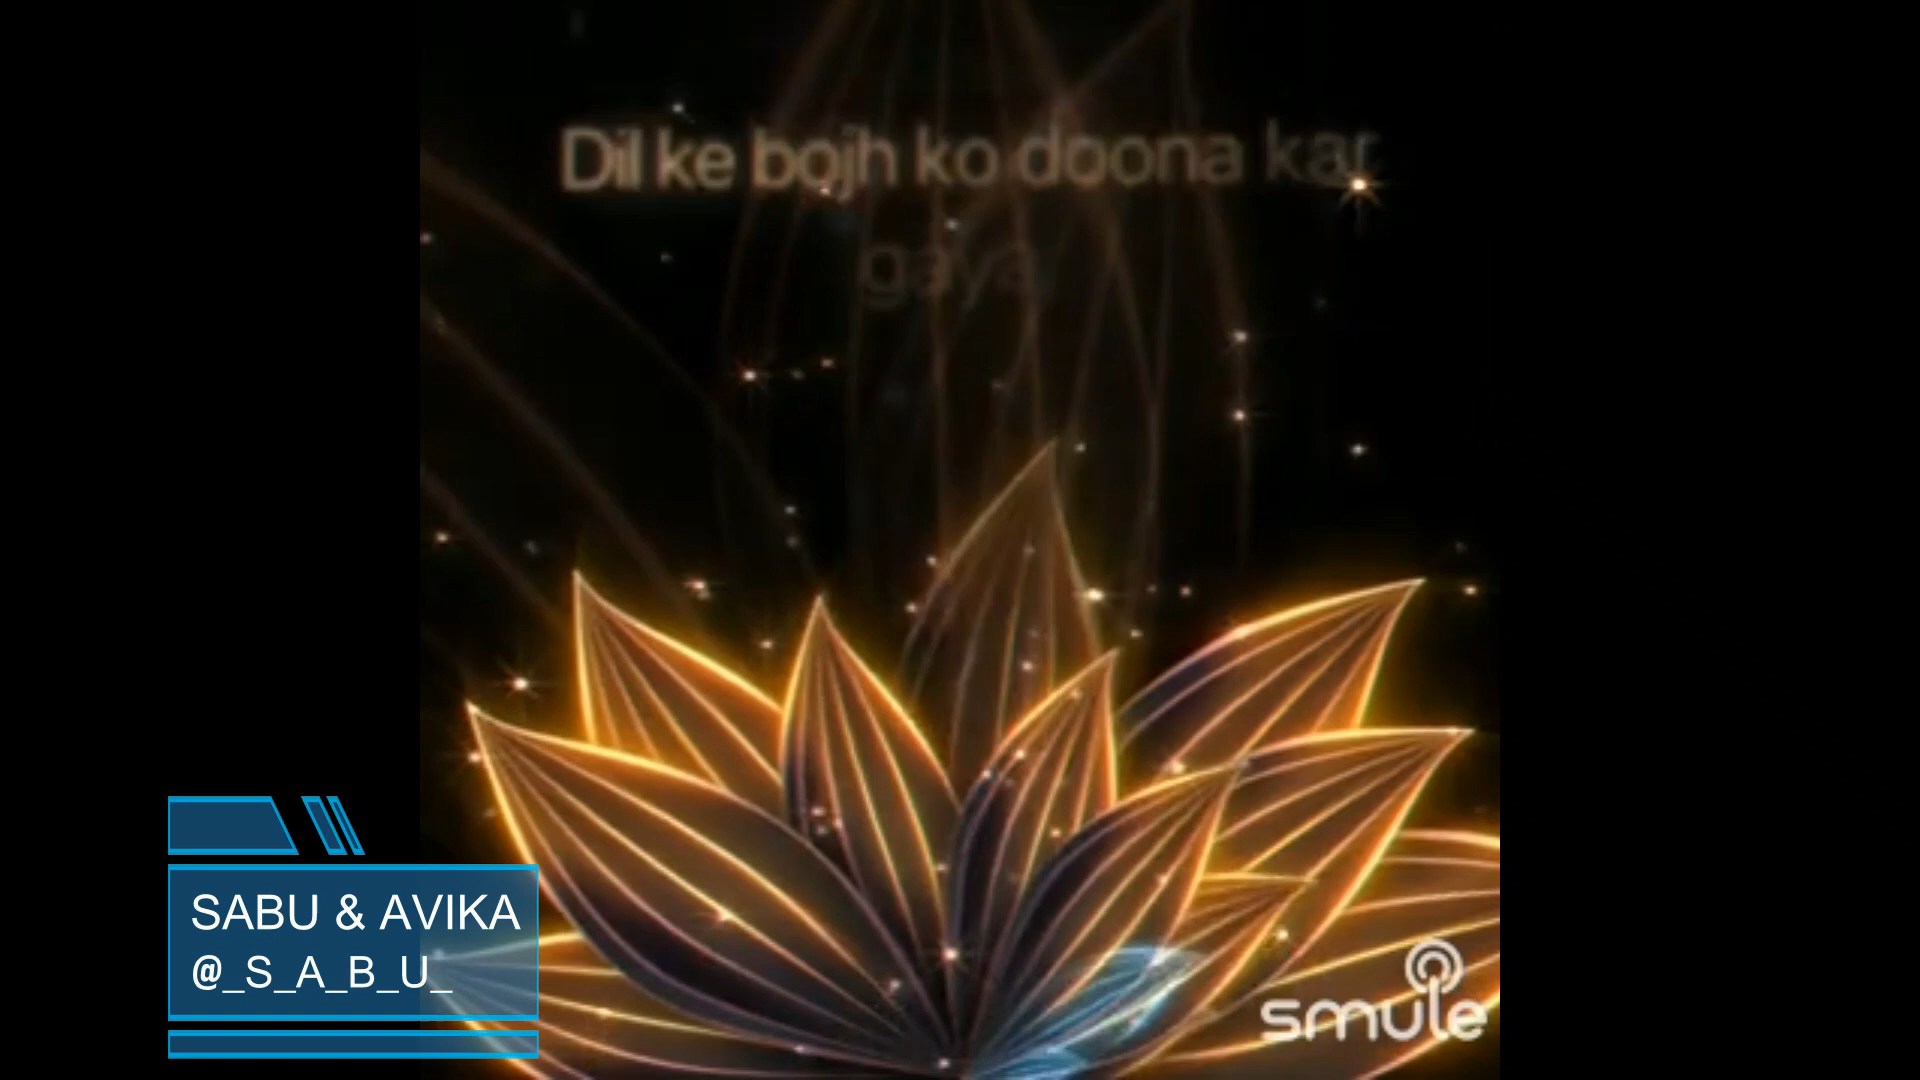 Dil ke bojh ko doona kar
gaya
SABU & AVIKA
@_S_A_B_U_
smule